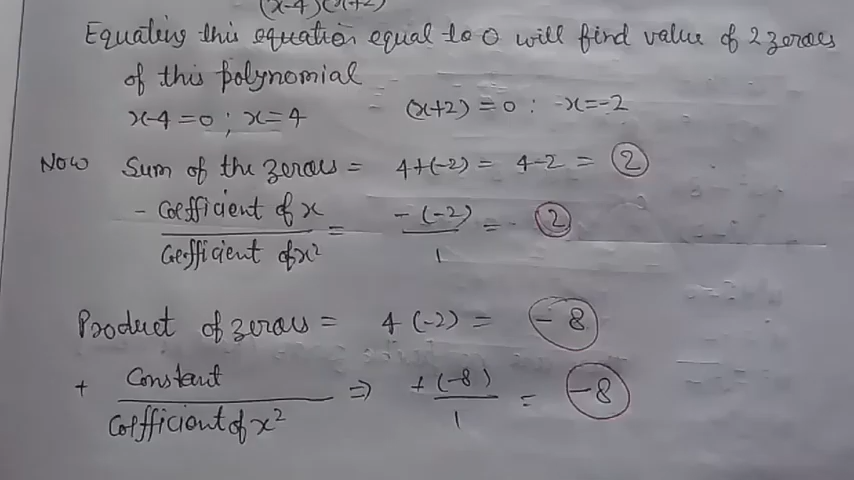 (x-4)(x+2)
Equating this equation equal to 0 will find value of 2 zeroes
of this polynomial
x-4=0 ; x=4 (x+2)=0 : x=-2
Now Sum of the zeroes = 4+(-2) = 4-2 = 2
- Coefficient of x / Coefficient of x² = -(-2) / 1 = 2
Product of zeroes = 4 (-2) = -8
+ Constant / Coefficient of x² ⇒ +(-8) / 1 = -8